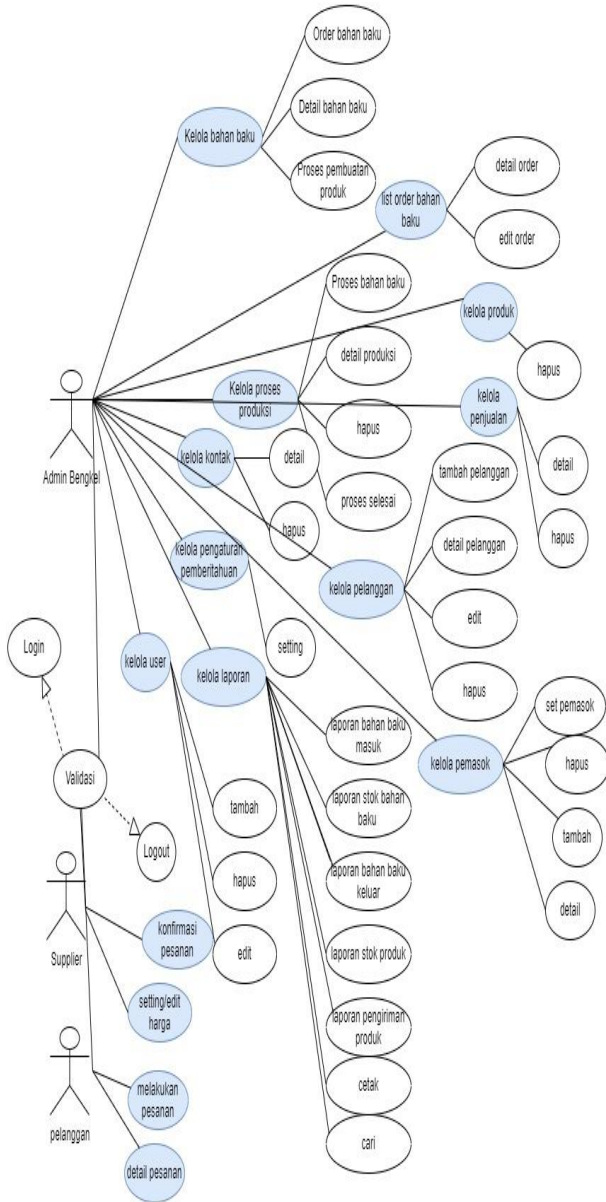 Order bahan baku
Kelola bahan baku
Detail bahan baku
Proses pembuatan
produk
list order bahan
baku
detail order
edit order
Proses bahan baku
kelola produk
hapus
detail produksi
Kelola proses
produksi
hapus
proses selesai
kelola
penjualan
detail
hapus
Admin Bengkel
kelola kontak
detail
hapus
kelola pengaturan
pemberitahuan
setting
tambah pelanggan
detail pelanggan
kelola pelanggan
edit
hapus
Login
kelola user
kelola laporan
set pemasok
hapus
kelola pemasok
tambah
detail
Validasi
Logout
tambah
hapus
edit
laporan bahan baku
masuk
laporan stok bahan
baku
laporan bahan baku
keluar
laporan stok produk
laporan pengiriman
produk
cetak
cari
Supplier
konfirmasi
pesanan
setting/edit
harga
pelanggan
melakukan
pesanan
detail pesanan